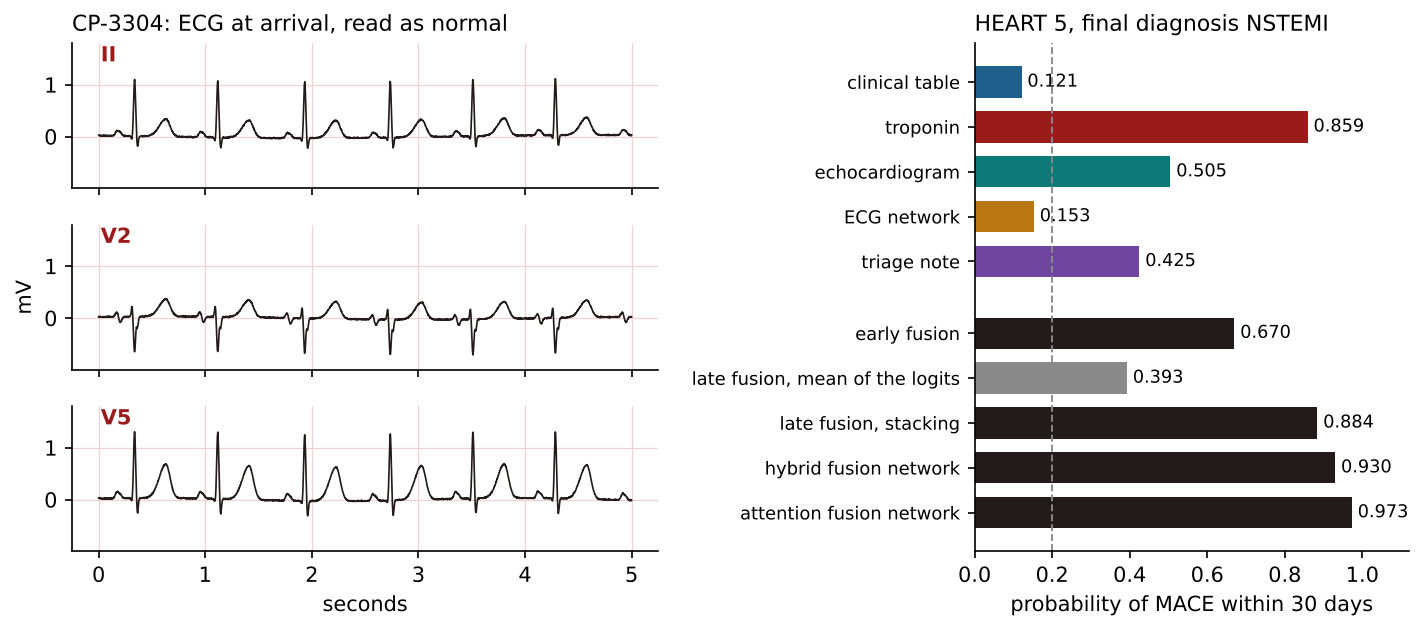 CP-3304: ECG at arrival, read as normal
II
1
0
V2
1
0
mV
V5
1
0
0 1 2 3 4 5
seconds
HEART 5, final diagnosis NSTEMI
clinical table 0.121
troponin 0.859
echocardiogram 0.505
ECG network 0.153
triage note 0.425
early fusion 0.670
late fusion, mean of the logits 0.393
late fusion, stacking 0.884
hybrid fusion network 0.930
attention fusion network 0.973
0.0 0.2 0.4 0.6 0.8 1.0
probability of MACE within 30 days